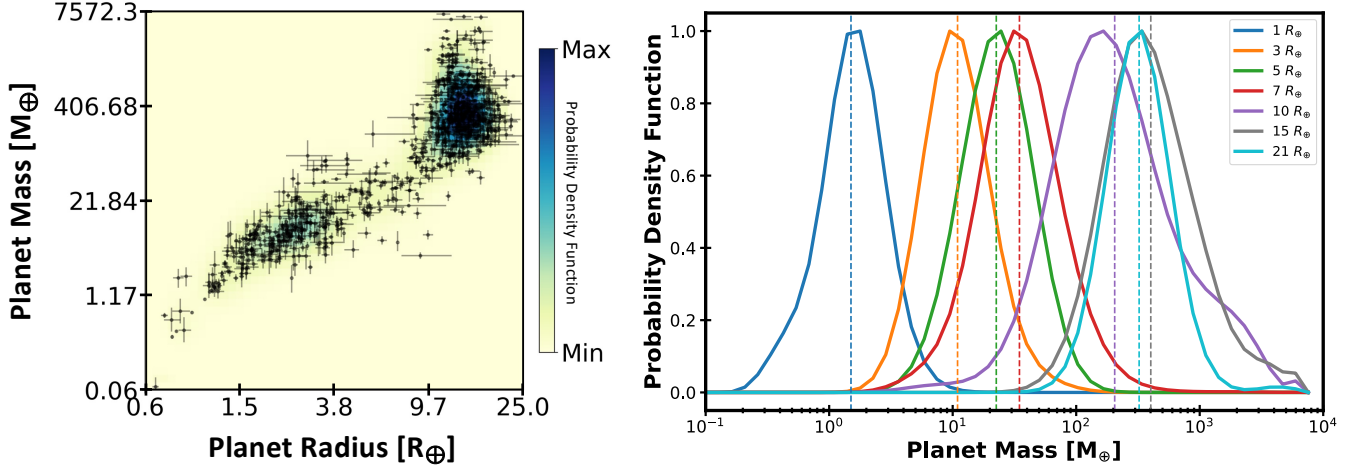 7572.3
406.68
21.84
1.17
0.06
Planet Mass [M⊕]
0.6
1.5
3.8
9.7
25.0
Planet Radius [R⊕]
Max
Min
Probability Density Function
Probability Density Function
1.0
0.8
0.6
0.4
0.2
0.0
10⁻¹
10⁰
10¹
10²
10³
10⁴
Planet Mass [M⊕]
1 R⊕
3 R⊕
5 R⊕
7 R⊕
10 R⊕
15 R⊕
21 R⊕